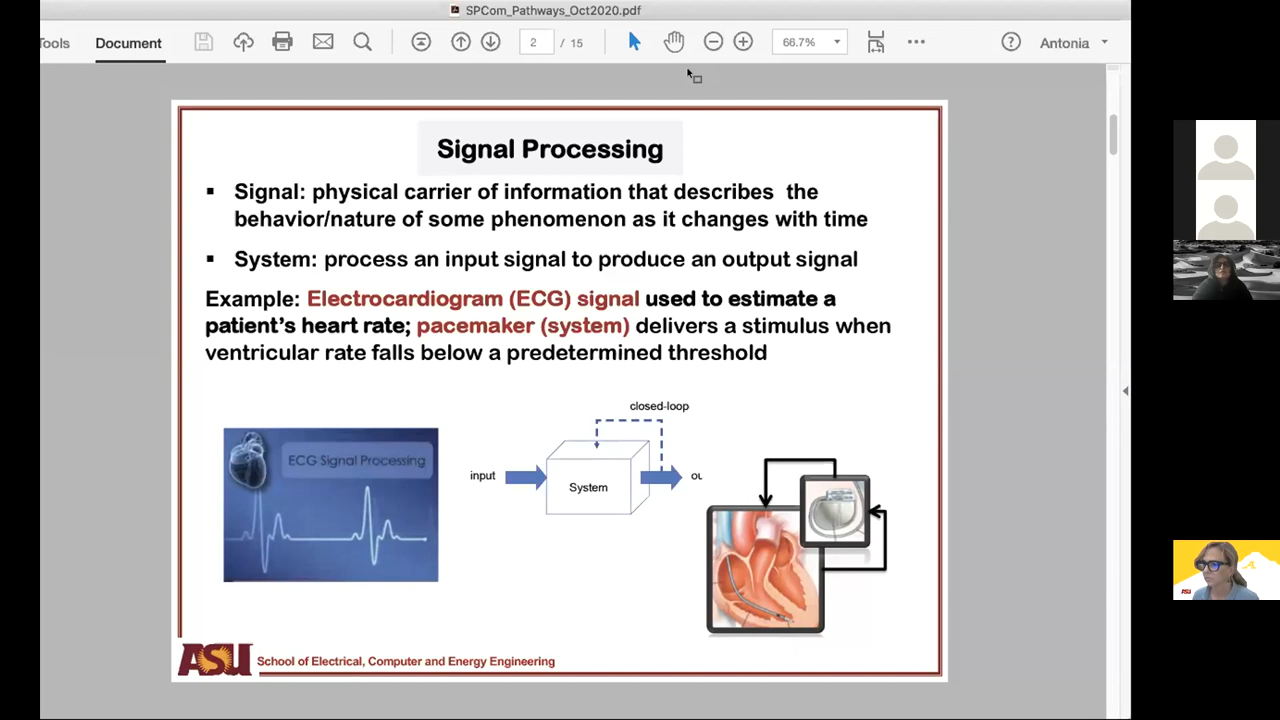 SPCom_Pathways_Oct2020.pdf
Tools Document 2 / 15 66.7% Antonia
Signal Processing
▪ Signal: physical carrier of information that describes the
behavior/nature of some phenomenon as it changes with time
▪ System: process an input signal to produce an output signal
Example: Electrocardiogram (ECG) signal used to estimate a
patient's heart rate; pacemaker (system) delivers a stimulus when
ventricular rate falls below a predetermined threshold
closed-loop
ECG Signal Processing
input
System
ou
ASU School of Electrical, Computer and Energy Engineering
ASU